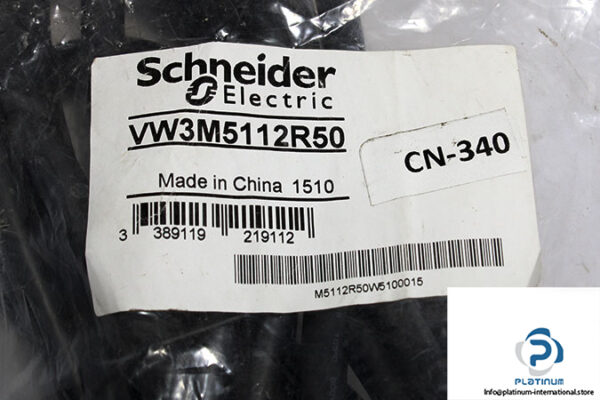 Schneider
Electric
VW3M5112R50
CN-340
Made in China 1510
3 389119 219112
M5112R50W5100015
PLATINUM
Info@platinum-international.store